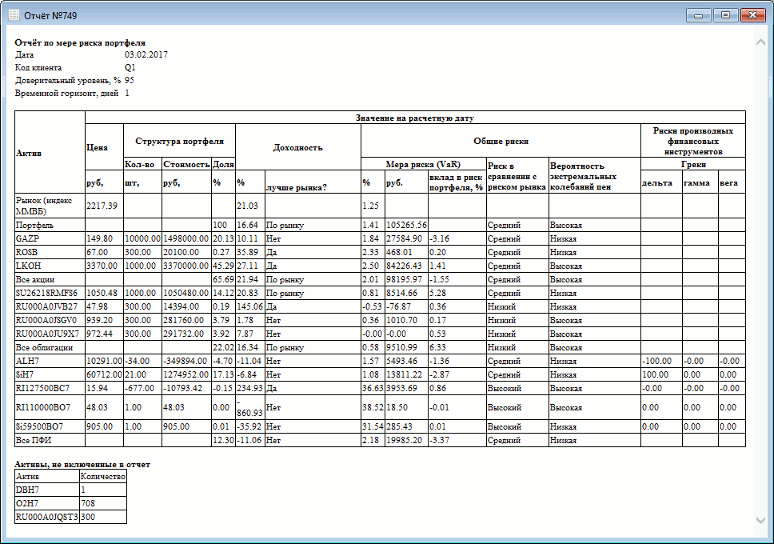 Отчёт №749
Отчёт по мере риска портфеля
Дата 03.02.2017
Код клиента Q1
Доверительный уровень, % 95
Временной горизонт, дней 1
Значение на расчетную дату
Актив Цена Структура портфеля Доходность Общие риски Риски производных финансовых инструментов
Кол-во Стоимость Доля Мера риска (VaR) Риск в сравнении с риском рынка Вероятность экстремальных колебаний цен Греки
руб, шт, руб, % % лучше рынка? % руб. вклад в риск портфеля, % дельта гамма вега
Рынок (индекс ММВБ) 2217.39 21.03 1.25
Портфель 100 16.64 По рынку 1.41 105265.56 Средний Высокая
GAZP 149.80 10000.00 1498000.00 20.13 10.11 Нет 1.84 27584.90 -3.16 Средний Низкая
ROSB 67.00 300.00 20100.00 0.27 35.89 Да 2.33 468.01 0.20 Средний Высокая
LKOH 3370.00 1000.00 3370000.00 45.29 27.11 Да 2.50 84226.43 1.41 Средний Высокая
Все акции 65.69 21.94 По рынку 2.01 98195.97 -1.55 Средний Высокая
SU26218RMFS6 1050.48 1000.00 1050480.00 14.12 20.83 По рынку 0.81 8514.66 5.28 Средний Низкая
RU000A0JVB27 47.98 300.00 14394.00 0.19 145.06 Да -0.53 -76.87 0.36 Низкий Низкая
RU000A0JSGV0 939.20 300.00 281760.00 3.79 1.78 Нет 0.36 1010.70 0.17 Низкий Высокая
RU000A0JU9X7 972.44 300.00 291732.00 3.92 7.87 Нет -0.00 -0.00 0.53 Низкий Высокая
Все облигации 22.02 16.34 По рынку 0.58 9510.99 6.33 Низкий Высокая
ALH7 10291.00 -34.00 -349894.00 -4.70 -11.04 Нет 1.57 5493.46 -1.36 Средний Низкая -100.00 -0.00 -0.00
SiH7 60712.00 21.00 1274952.00 17.13 -6.84 Нет 1.08 13811.22 -2.87 Средний Низкая 100.00 0.00 0.00
RI127500BC7 15.94 -677.00 -10793.42 -0.15 234.93 Да 36.63 3953.69 0.86 Высокий Высокая -0.00 -0.00 -0.00
RI110000BO7 48.03 1.00 48.03 0.00 -860.93 Нет 38.52 18.50 -0.01 Высокий Высокая 0.00 0.00 0.00
Si59500BO7 905.00 1.00 905.00 0.01 -35.92 Нет 31.54 285.43 0.01 Высокий Низкая 0.00 0.00 0.00
Все ПФИ 12.30 -11.06 Нет 2.18 19985.20 -3.37 Средний Низкая
Активы, не включенные в отчет
Актив Количество
DBH7 1
O2H7 708
RU000A0JQST3 300